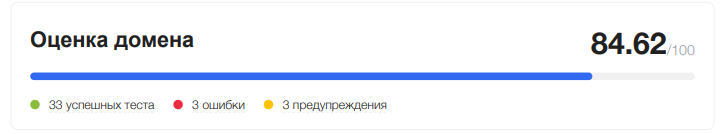 Оценка домена
84.62/100
33 успешных теста
3 ошибки
3 предупреждения